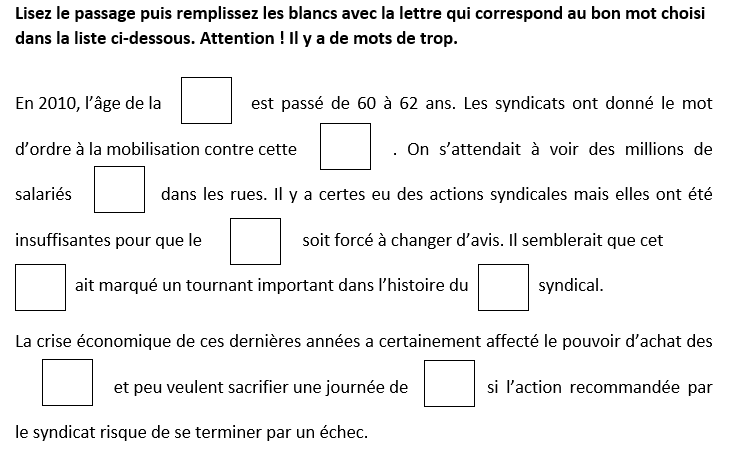 Lisez le passage puis remplissez les blancs avec la lettre qui correspond au bon mot choisi
dans la liste ci-dessous. Attention ! Il y a de mots de trop.
En 2010, l’âge de la est passé de 60 à 62 ans. Les syndicats ont donné le mot
d’ordre à la mobilisation contre cette . On s’attendait à voir des millions de
salariés dans les rues. Il y a certes eu des actions syndicales mais elles ont été
insuffisantes pour que le soit forcé à changer d’avis. Il semblerait que cet
ait marqué un tournant important dans l’histoire du syndical.
La crise économique de ces dernières années a certainement affecté le pouvoir d’achat des
et peu veulent sacrifier une journée de si l’action recommandée par
le syndicat risque de se terminer par un échec.